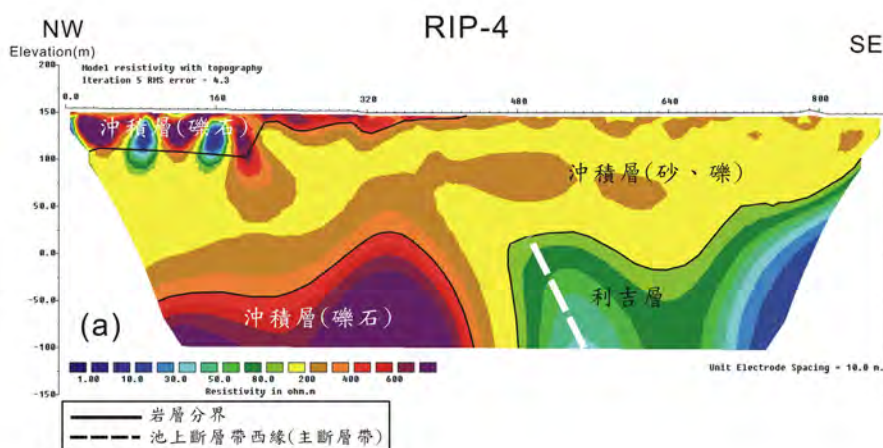 NW
RIP-4
SE
Elevation(m)
Model resistivity with topography
Iteration 5 RMS error = 4.3
200
0.0 160 320 480 640 800
150
沖積層(礫石)
100
沖積層(砂、礫)
50.0
0.0
利吉層
-50.0
沖積層(礫石)
(a)
-100
1.00 10.0 30.0 50.0 80.0 200 400 600
Resistivity in ohm.m
Unit Electrode Spacing = 10.0 m.
-150
岩層分界
池上斷層帶西緣(主斷層帶)